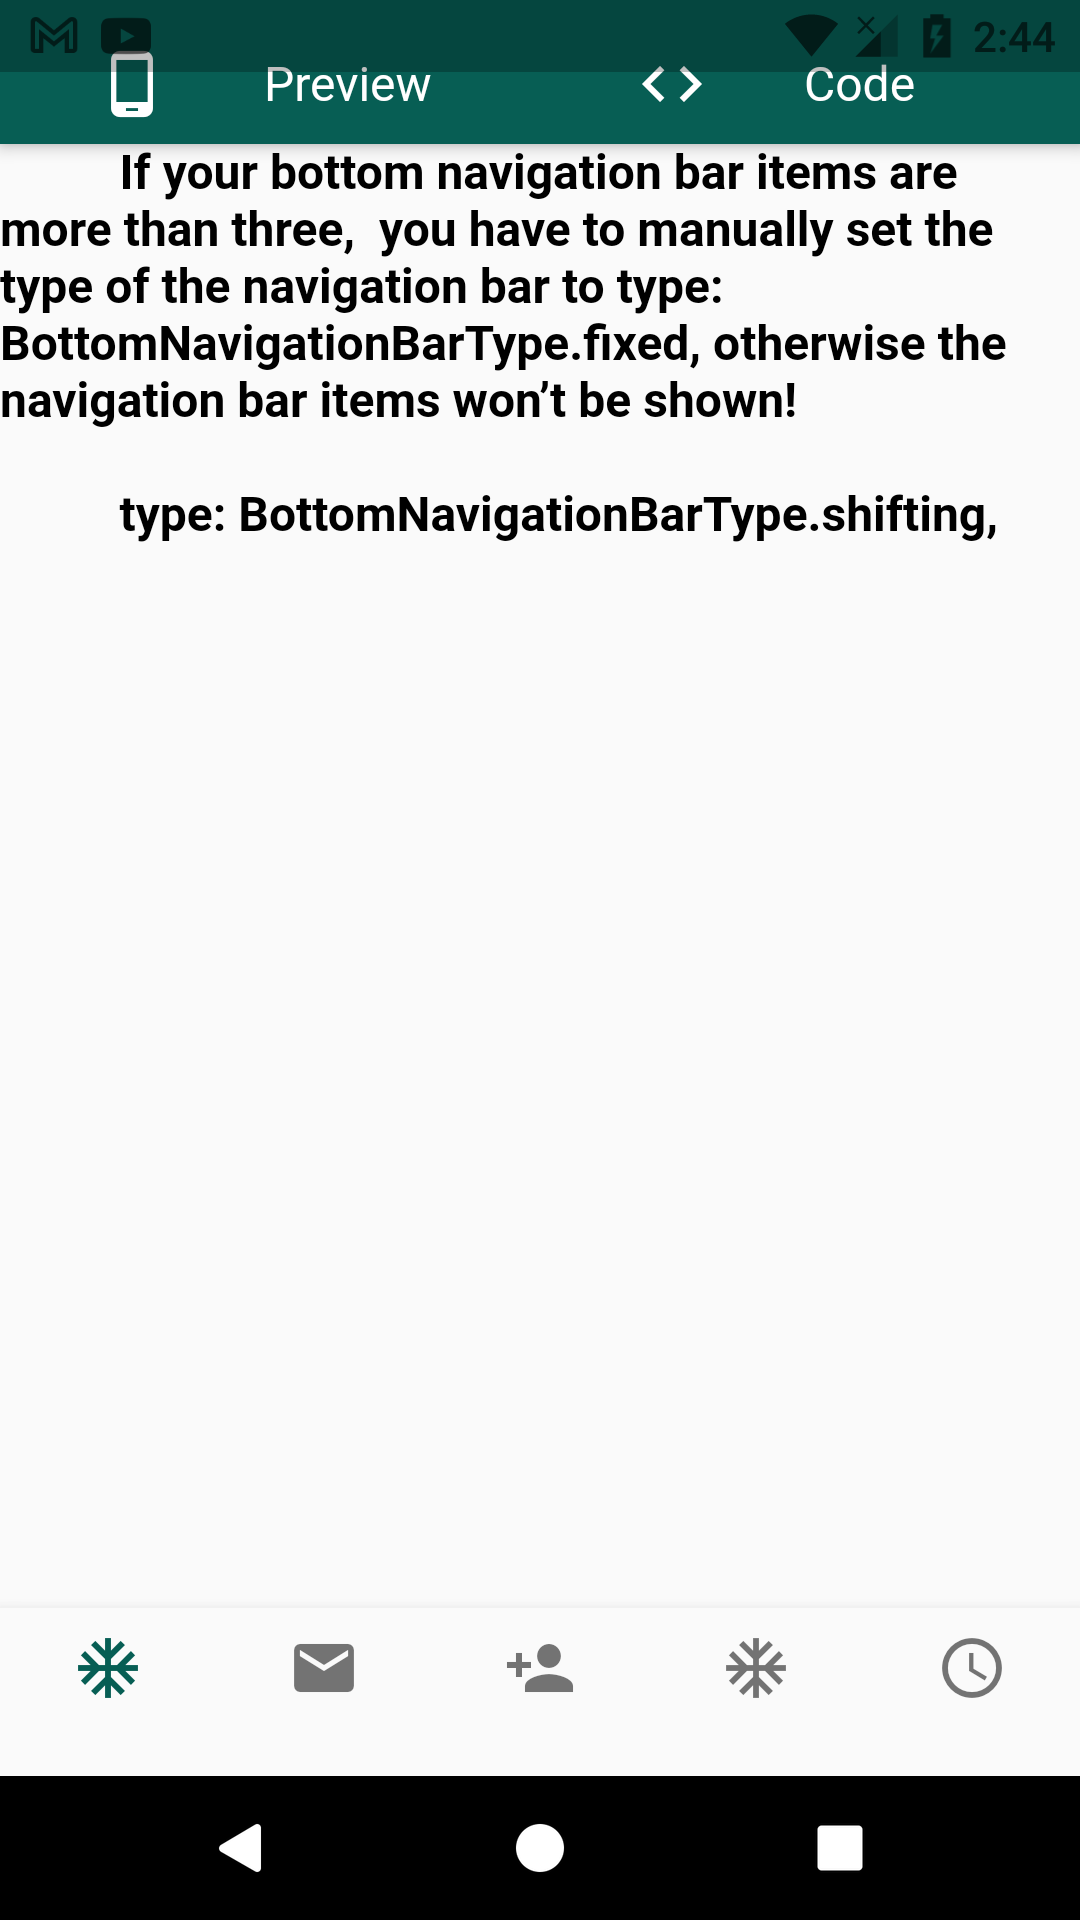 2:44
Preview
Code
If your bottom navigation bar items are
more than three,  you have to manually set the
type of the navigation bar to type:
BottomNavigationBarType.fixed, otherwise the
navigation bar items won’t be shown!
type: BottomNavigationBarType.shifting,